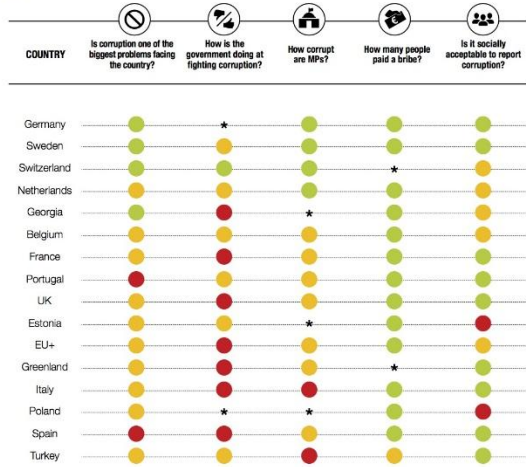 COUNTRY
Is corruption one of the
biggest problems facing
the country?
How is the
government doing at
fighting corruption?
How corrupt
are MPs?
How many people
paid a bribe?
Is it socially
acceptable to report
corruption?
Germany *
Sweden
Switzerland *
Netherlands
Georgia *
Belgium
France
Portugal
UK
Estonia *
EU+
Greenland *
Italy
Poland * *
Spain
Turkey